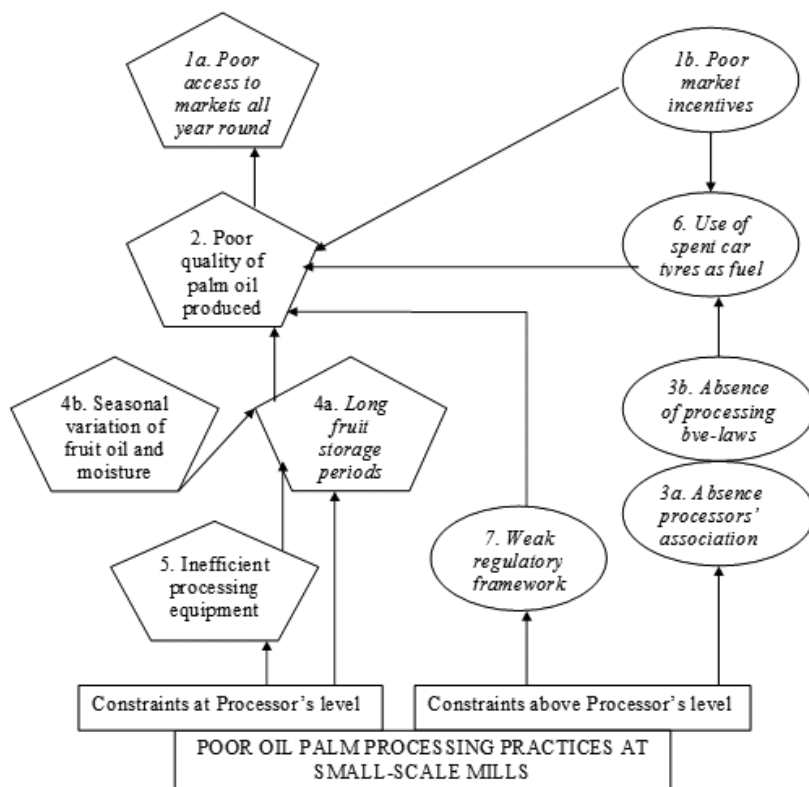 1a. Poor
access to
markets all
year round
1b. Poor
market
incentives
2. Poor
quality of
palm oil
produced
6. Use of
spent car
tyres as fuel
4b. Seasonal
variation of
fruit oil and
moisture
4a. Long
fruit
storage
periods
3b. Absence
of processing
bve-laws
3a. Absence
processors’
association
5. Inefficient
processing
equipment
7. Weak
regulatory
framework
Constraints at Processor’s level
Constraints above Processor’s level
POOR OIL PALM PROCESSING PRACTICES AT
SMALL-SCALE MILLS